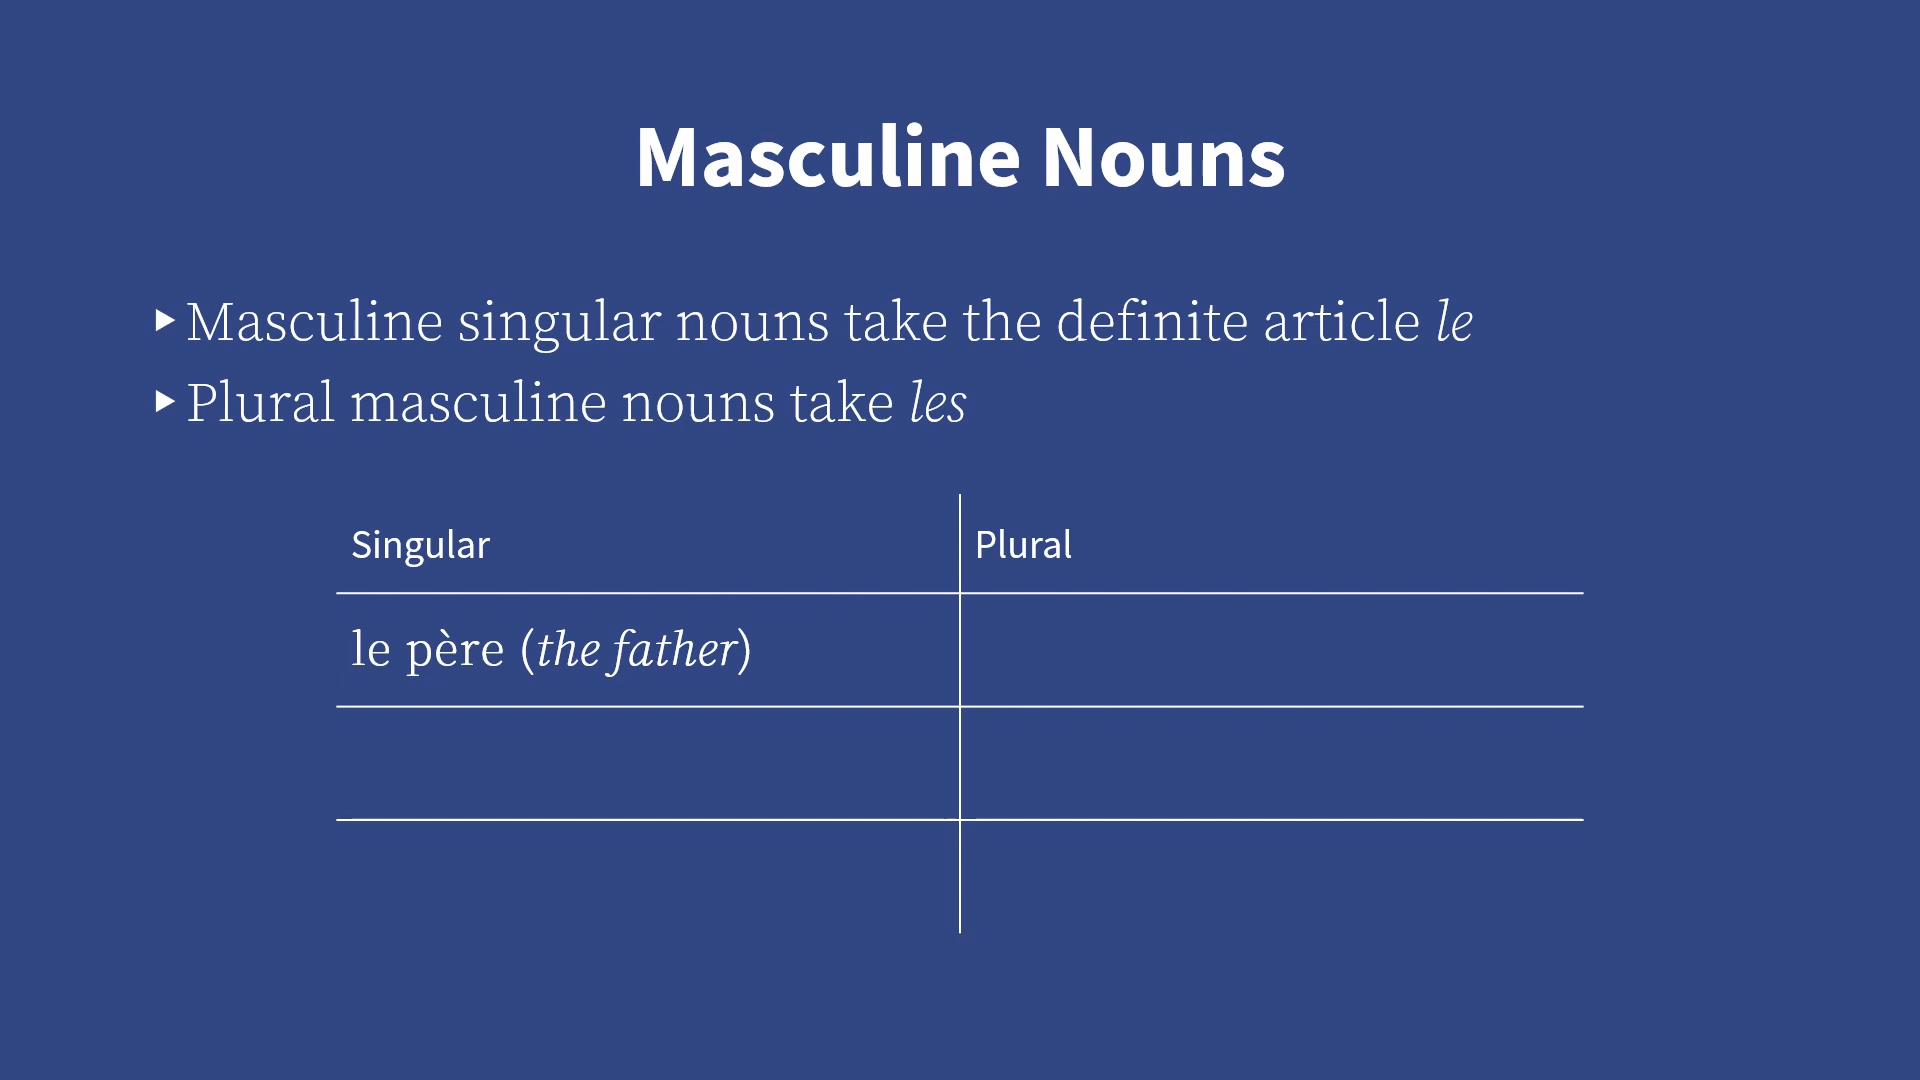 Masculine Nouns
▸ Masculine singular nouns take the definite article le
▸ Plural masculine nouns take les
Singular Plural
le père (the father)